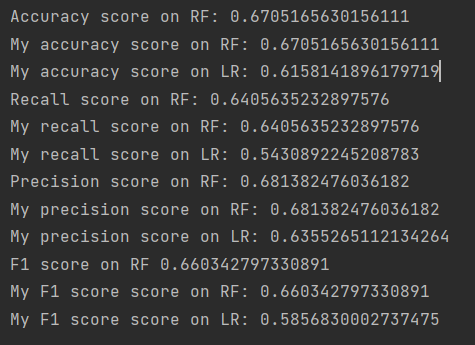 Accuracy score on RF: 0.6705165630156111
My accuracy score on RF: 0.6705165630156111
My accuracy score on LR: 0.6158141896179719
Recall score on RF: 0.6405635232897576
My recall score on RF: 0.6405635232897576
My recall score on LR: 0.5430892245208783
Precision score on RF: 0.681382476036182
My precision score on RF: 0.681382476036182
My precision score on LR: 0.6355265112134264
F1 score on RF 0.660342797330891
My F1 score score on RF: 0.660342797330891
My F1 score score on LR: 0.5856830002737475